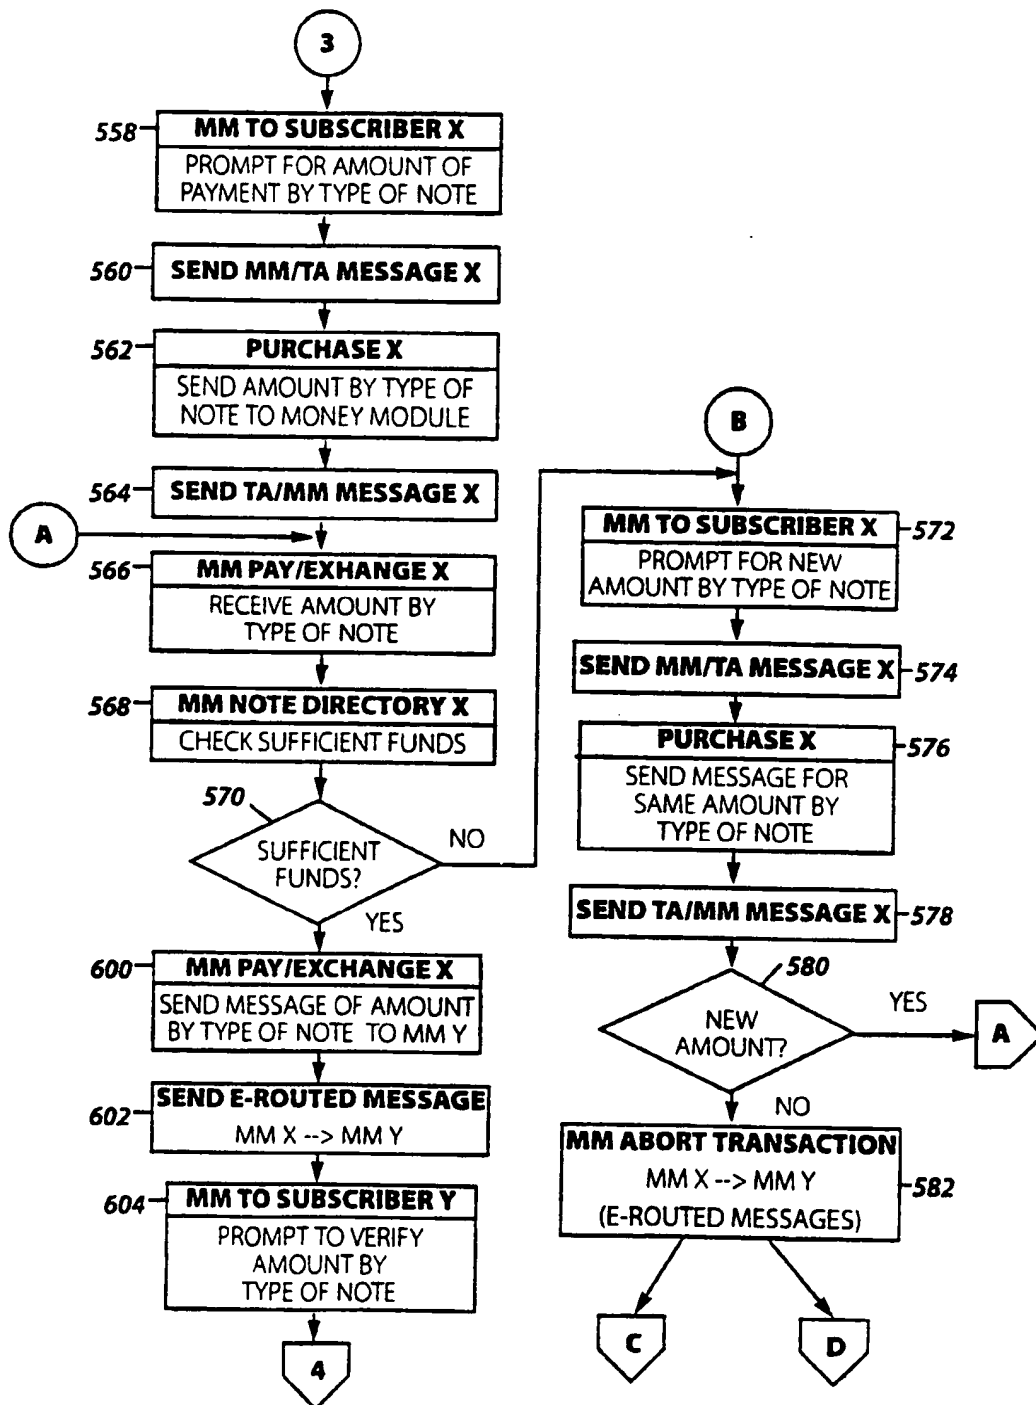 3
558
MM TO SUBSCRIBER X
PROMPT FOR AMOUNT OF
PAYMENT BY TYPE OF NOTE
560
SEND MM/TA MESSAGE X
562
PURCHASE X
SEND AMOUNT BY TYPE OF
NOTE TO MONEY MODULE
564
SEND TA/MM MESSAGE X
A
566
MM PAY/EXHANGE X
RECEIVE AMOUNT BY
TYPE OF NOTE
568
MM NOTE DIRECTORY X
CHECK SUFFICIENT FUNDS
570
SUFFICIENT
FUNDS?
NO
YES
600
MM PAY/EXCHANGE X
SEND MESSAGE OF AMOUNT
BY TYPE OF NOTE TO MM Y
602
SEND E-ROUTED MESSAGE
MM X --> MM Y
604
MM TO SUBSCRIBER Y
PROMPT TO VERIFY
AMOUNT BY
TYPE OF NOTE
4
B
MM TO SUBSCRIBER X
572
PROMPT FOR NEW
AMOUNT BY TYPE OF NOTE
SEND MM/TA MESSAGE X
574
PURCHASE X
576
SEND MESSAGE FOR
SAME AMOUNT BY
TYPE OF NOTE
SEND TA/MM MESSAGE X
578
580
NEW
AMOUNT?
YES
A
NO
MM ABORT TRANSACTION
MM X --> MM Y
582
(E-ROUTED MESSAGES)
C
D